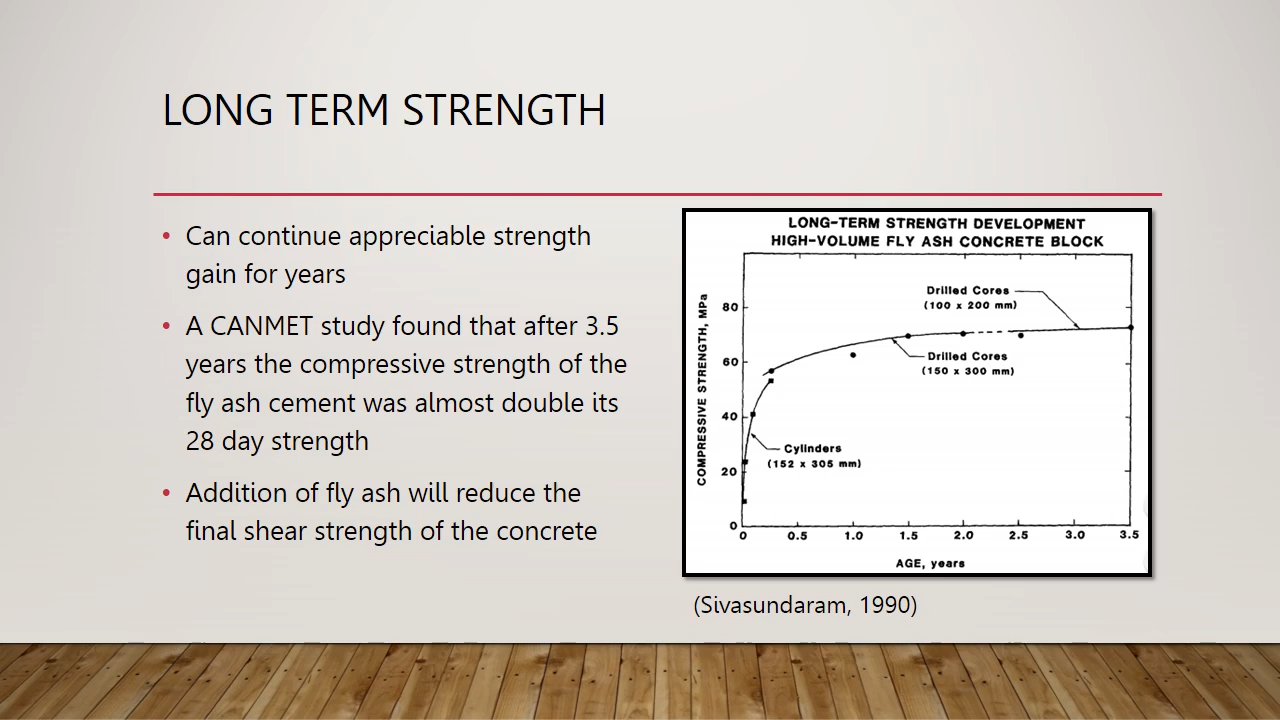 LONG TERM STRENGTH
• Can continue appreciable strength
gain for years
• A CANMET study found that after 3.5
years the compressive strength of the
fly ash cement was almost double its
28 day strength
• Addition of fly ash will reduce the
final shear strength of the concrete
LONG-TERM STRENGTH DEVELOPMENT
HIGH-VOLUME FLY ASH CONCRETE BLOCK
COMPRESSIVE STRENGTH, MPa
80
60
40
20
0
Drilled Cores
(100 x 200 mm)
Drilled Cores
(150 x 300 mm)
Cylinders
(152 x 305 mm)
0 0.5 1.0 1.5 2.0 2.5 3.0 3.5
AGE, years
(Sivasundaram, 1990)